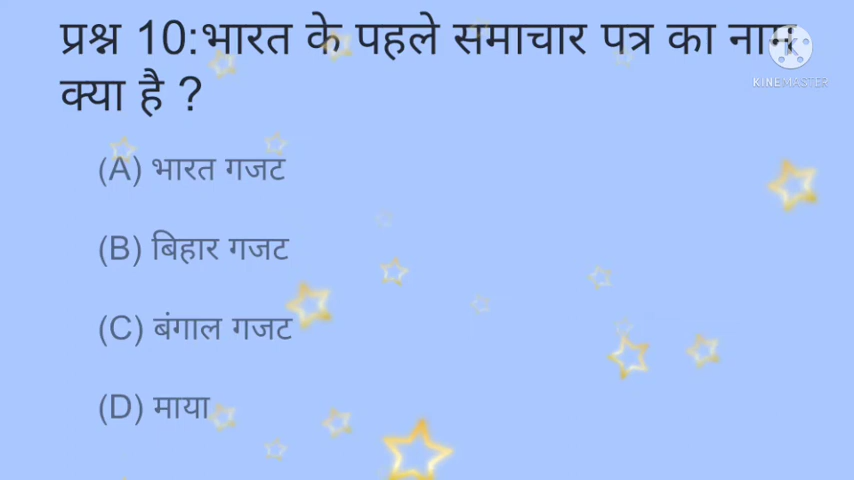 प्रश्न 10:भारत के पहले समाचार पत्र का नाम
क्या है ?
KINEMASTER
(A) भारत गजट
(B) बिहार गजट
(C) बंगाल गजट
(D) माया